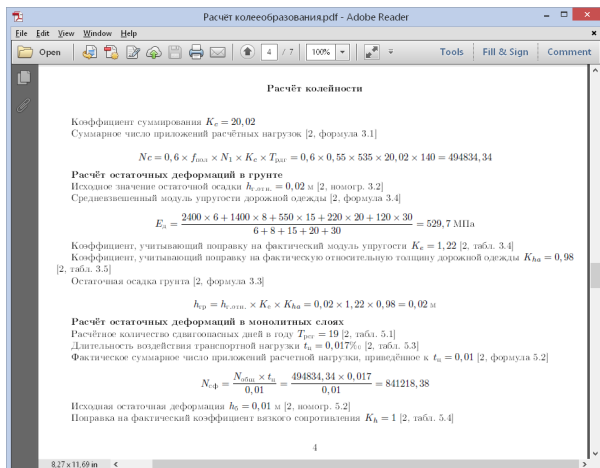 Расчёт колееобразования.pdf - Adobe Reader
File Edit View Window Help
Open 4 / 7 100% Tools Fill & Sign Comment
Расчёт колейности
Коэффициент суммирования K_c = 20,02
Суммарное число приложений расчётных нагрузок [2, формула 3.1]
Nc = 0,6 × f_пол × N_1 × K_c × T_рдг = 0,6 × 0,55 × 535 × 20,02 × 140 = 494834,34
Расчёт остаточных деформаций в грунте
Исходное значение остаточной осадки h_г.отн. = 0,02 м [2, номогр. 3.2]
Средневзвешенный модуль упругости дорожной одежды [2, формула 3.4]
E_д = (2400 × 6 + 1400 × 8 + 550 × 15 + 220 × 20 + 120 × 30) / (6 + 8 + 15 + 20 + 30) = 529,7 МПа
Коэффициент, учитывающий поправку на фактический модуль упругости K_e = 1,22 [2, табл. 3.4]
Коэффициент, учитывающий поправку на фактическую относительную толщину дорожной одежды K_ha = 0,98
[2, табл. 3.5]
Остаточная осадка грунта [2, формула 3.3]
h_гр = h_г.отн. × K_e × K_ha = 0,02 × 1,22 × 0,98 = 0,02 м
Расчёт остаточных деформаций в монолитных слоях
Расчётное количество сдвигоопасных дней в году T_рсг = 19 [2, табл. 5.1]
Длительность воздействия транспортной нагрузки t_ц = 0,017‰ [2, табл. 5.3]
Фактическое суммарное число приложений расчетной нагрузки, приведённое к t_ц = 0,01 [2, формула 5.2]
N_сф = (N_общ × t_ц) / 0,01 = (494834,34 × 0,017) / 0,01 = 841218,38
Исходная остаточная деформация h_б = 0,01 м [2, номогр. 5.2]
Поправка на фактический коэффициент вязкого сопротивления K_h = 1 [2, табл. 5.4]
4
8.27 x 11.69 in